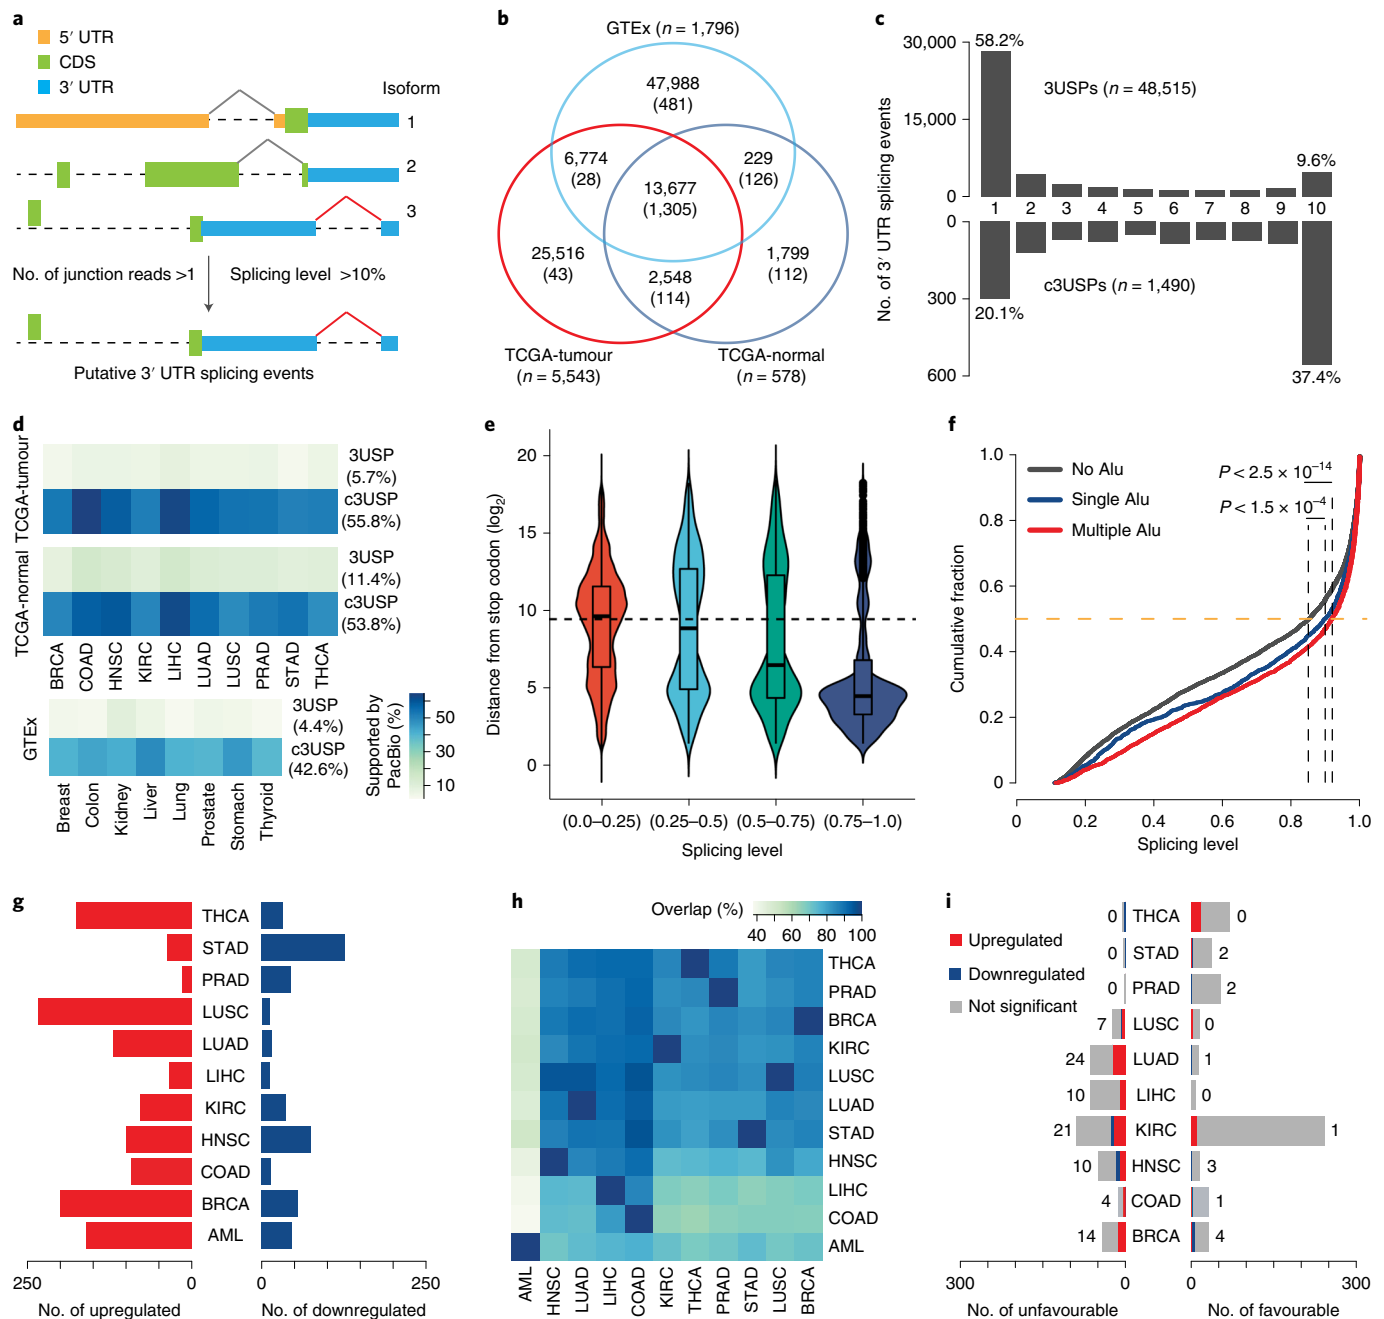 a
5′ UTR
CDS
3′ UTR
Isoform
1
2
3
No. of junction reads >1
Splicing level >10%
Putative 3′ UTR splicing events
b
GTEx (n = 1,796)
47,988
(481)
6,774
(28)
229
(126)
13,677
(1,305)
25,516
(43)
1,799
(112)
2,548
(114)
TCGA-tumour
(n = 5,543)
TCGA-normal
(n = 578)
c
No. of 3′ UTR splicing events
30,000
15,000
0
0
300
600
58.2%
3USPs (n = 48,515)
9.6%
1 2 3 4 5 6 7 8 9 10
c3USPs (n = 1,490)
20.1%
37.4%
d
TCGA-tumour
3USP
(5.7%)
c3USP
(55.8%)
TCGA-normal
3USP
(11.4%)
c3USP
(53.8%)
BRCA COAD HNSC KIRC LIHC LUAD LUSC PRAD STAD THCA
GTEx
3USP
(4.4%)
c3USP
(42.6%)
Breast Colon Kidney Liver Lung Prostate Stomach Thyroid
Supported by
PacBio (%)
50
30
10
e
Distance from stop codon (log2)
20
15
10
5
0
(0.0–0.25) (0.25–0.5) (0.5–0.75) (0.75–1.0)
Splicing level
f
Cumulative fraction
1.0
0.8
0.6
0.4
0.2
0
No Alu
Single Alu
Multiple Alu
P < 2.5 × 10−14
P < 1.5 × 10−4
0 0.2 0.4 0.6 0.8 1.0
Splicing level
g
THCA
STAD
PRAD
LUSC
LUAD
LIHC
KIRC
HNSC
COAD
BRCA
AML
250 0 0 250
No. of upregulated
No. of downregulated
h
Overlap (%)
40 60 80 100
THCA
PRAD
BRCA
KIRC
LUSC
LUAD
STAD
HNSC
LIHC
COAD
AML
AML HNSC LUAD LIHC COAD KIRC THCA PRAD STAD LUSC BRCA
i
Upregulated
Downregulated
Not significant
0 THCA 0
0 STAD 2
0 PRAD 2
7 LUSC 0
24 LUAD 1
10 LIHC 0
21 KIRC 1
10 HNSC 3
4 COAD 1
14 BRCA 4
300 0 0 300
No. of unfavourable
No. of favourable